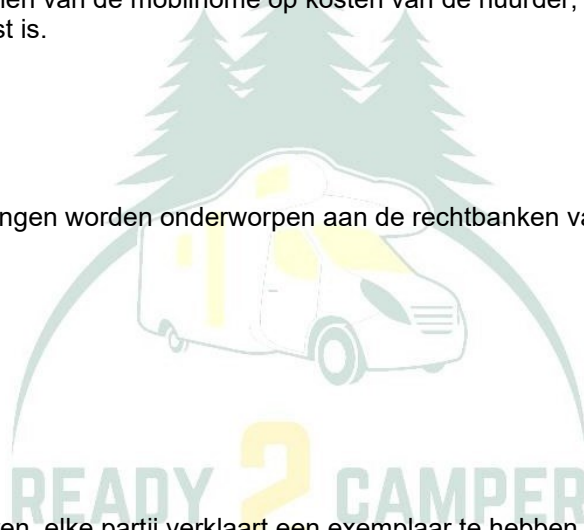 en van de mobilhome op kosten van de huurder,
st is.
ngen worden onderworpen aan de rechtbanken va
READY 2 CAMPER
en, elke partij verklaart een exemplaar te hebben